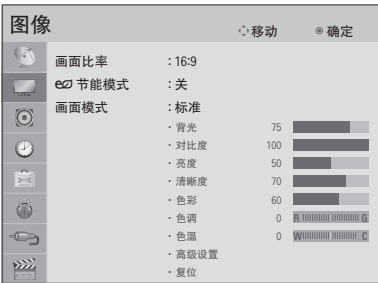 图像 移动 确定
画面比率 : 16:9
e 节能模式 : 关
画面模式 : 标准
· 背光 75
· 对比度 100
· 亮度 50
· 清晰度 70
· 色彩 60
· 色调 0 R G
· 色温 0 W C
· 高级设置
· 复位